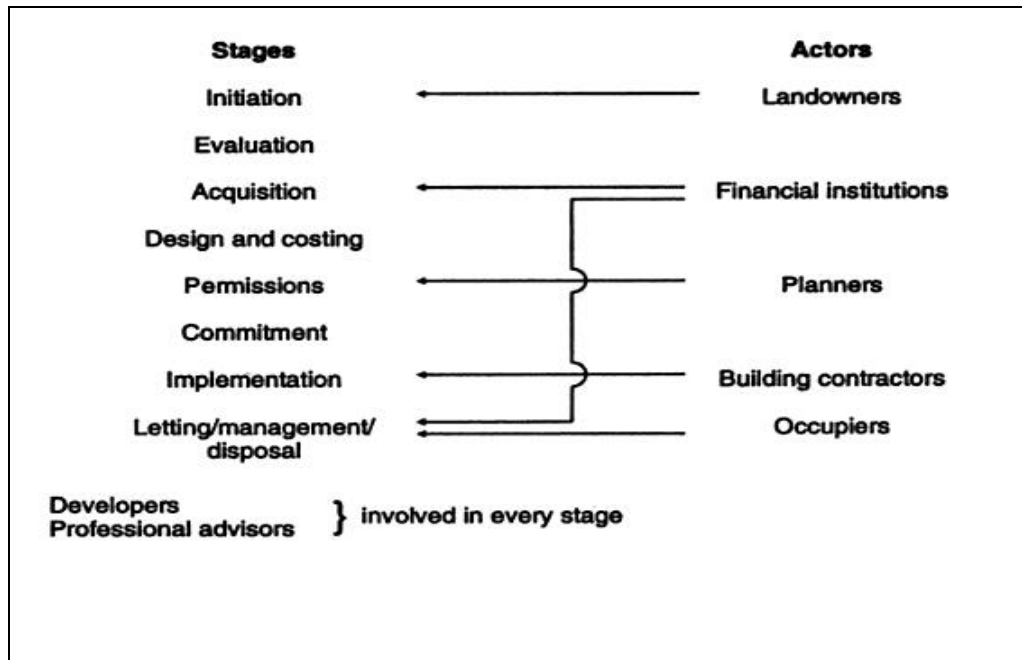 Stages Actors
Initiation Landowners
Evaluation
Acquisition Financial institutions
Design and costing
Permissions Planners
Commitment
Implementation Building contractors
Letting/management/ Occupiers
disposal
Developers
Professional advisors } involved in every stage